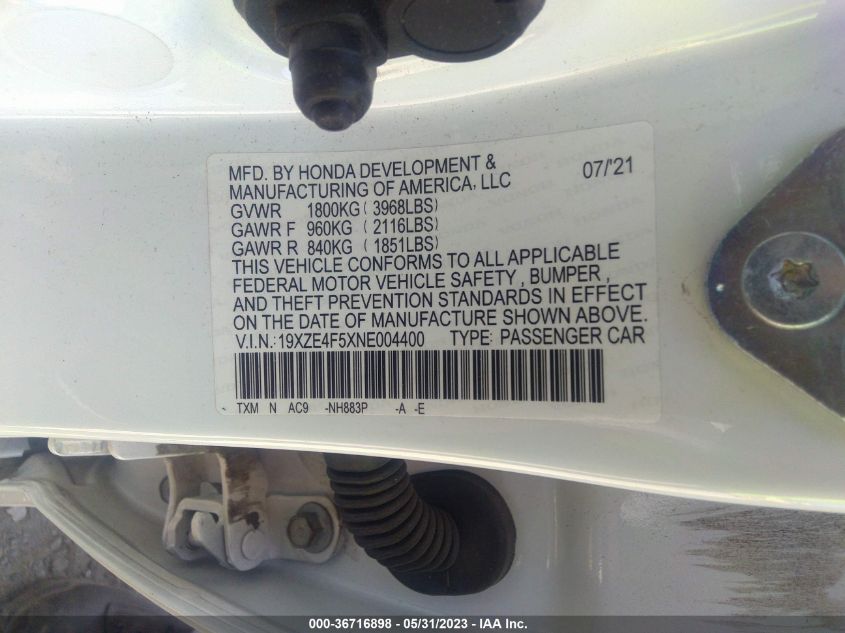 MFD. BY HONDA DEVELOPMENT & 07/'21
MANUFACTURING OF AMERICA, LLC
GVWR 1800KG ( 3968LBS)
GAWR F 960KG ( 2116LBS)
GAWR R 840KG ( 1851LBS)
THIS VEHICLE CONFORMS TO ALL APPLICABLE
FEDERAL MOTOR VEHICLE SAFETY , BUMPER ,
AND THEFT PREVENTION STANDARDS IN EFFECT
ON THE DATE OF MANUFACTURE SHOWN ABOVE.
V.I.N.:19XZE4F5XNE004400 TYPE: PASSENGER CAR
TXM N AC9 -NH883P -A -E
000-36716898 - 05/31/2023 - IAA Inc.